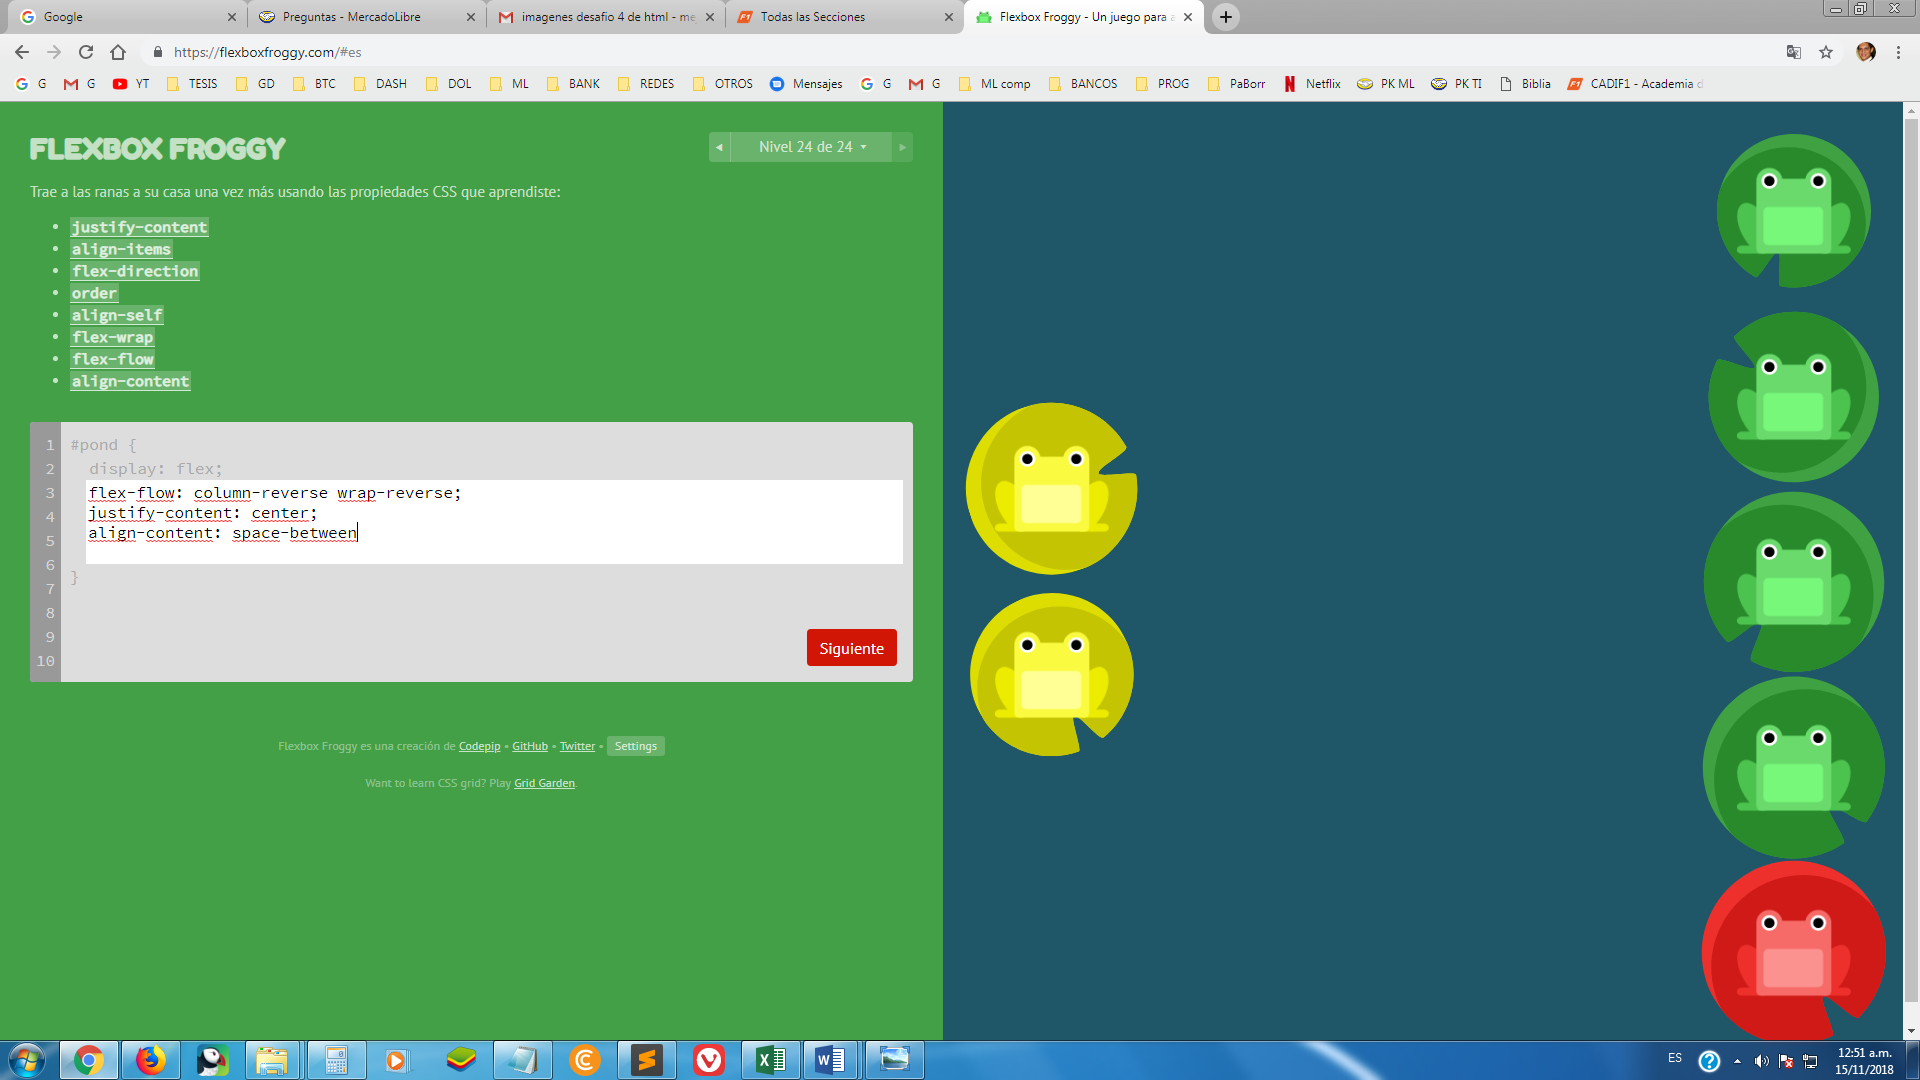 Google
Preguntas - MercadoLibre
imagenes desafio 4 de html - me
Todas las Secciones
Flexbox Froggy - Un juego para a
https://flexboxfroggy.com/#es
G G YT TESIS GD BTC DASH DOL ML BANK REDES OTROS Mensajes G G ML comp BANCOS PROG PaBorr Netflix PK ML PK TI Biblia CADIF1 - Academia d
FLEXBOX FROGGY
Nivel 24 de 24
Trae a las ranas a su casa una vez más usando las propiedades CSS que aprendiste:
justify-content
align-items
flex-direction
order
align-self
flex-wrap
flex-flow
align-content
1 #pond {
2 display: flex;
3 flex-flow: column-reverse wrap-reverse;
4 justify-content: center;
5 align-content: space-between
6 }
7
8
9
10
Siguiente
Flexbox Froggy es una creación de Codepip • GitHub • Twitter • Settings
Want to learn CSS grid? Play Grid Garden.
ES
12:51 a.m.
15/11/2018